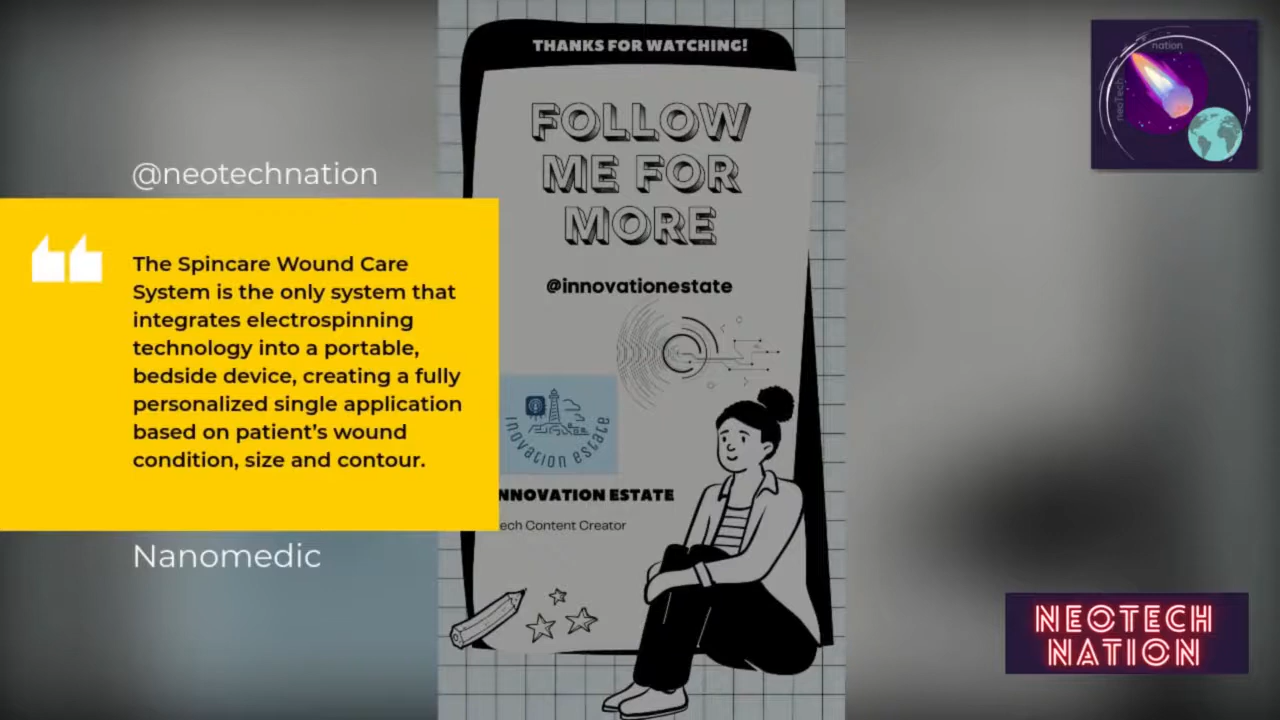 THANKS FOR WATCHING!
FOLLOW
ME FOR
MORE
@innovationestate
inovation estate
NNOVATION ESTATE
ech Content Creator
@neotechnation
The Spincare Wound Care
System is the only system that
integrates electrospinning
technology into a portable,
bedside device, creating a fully
personalized single application
based on patient's wound
condition, size and contour.
Nanomedic
nation
neoTech
NEOTECH
NATION